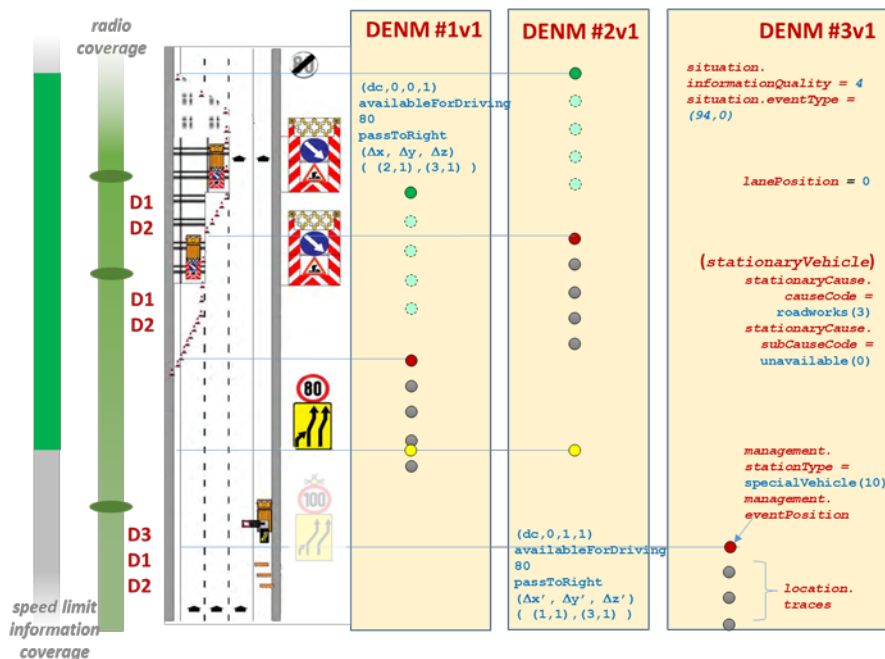 radio
coverage
DENM #1v1
DENM #2v1
DENM #3v1
80
(dc,0,0,1)
availableForDriving
80
passToRight
(Δx, Δy, Δz)
( (2,1),(3,1) )
situation.
informationQuality = 4
situation.eventType =
(94,0)
lanePosition = 0
D1
D2
(stationaryVehicle)
stationaryCause.
causeCode =
roadworks(3)
stationaryCause.
subCauseCode =
unavailable(0)
D1
D2
80
100
management.
stationType =
specialVehicle(10)
management.
eventPosition
D3
D1
D2
(dc,0,1,1)
availableForDriving
80
passToRight
(Δx’, Δy’, Δz’)
( (1,1),(3,1) )
location.
traces
speed limit
information
coverage